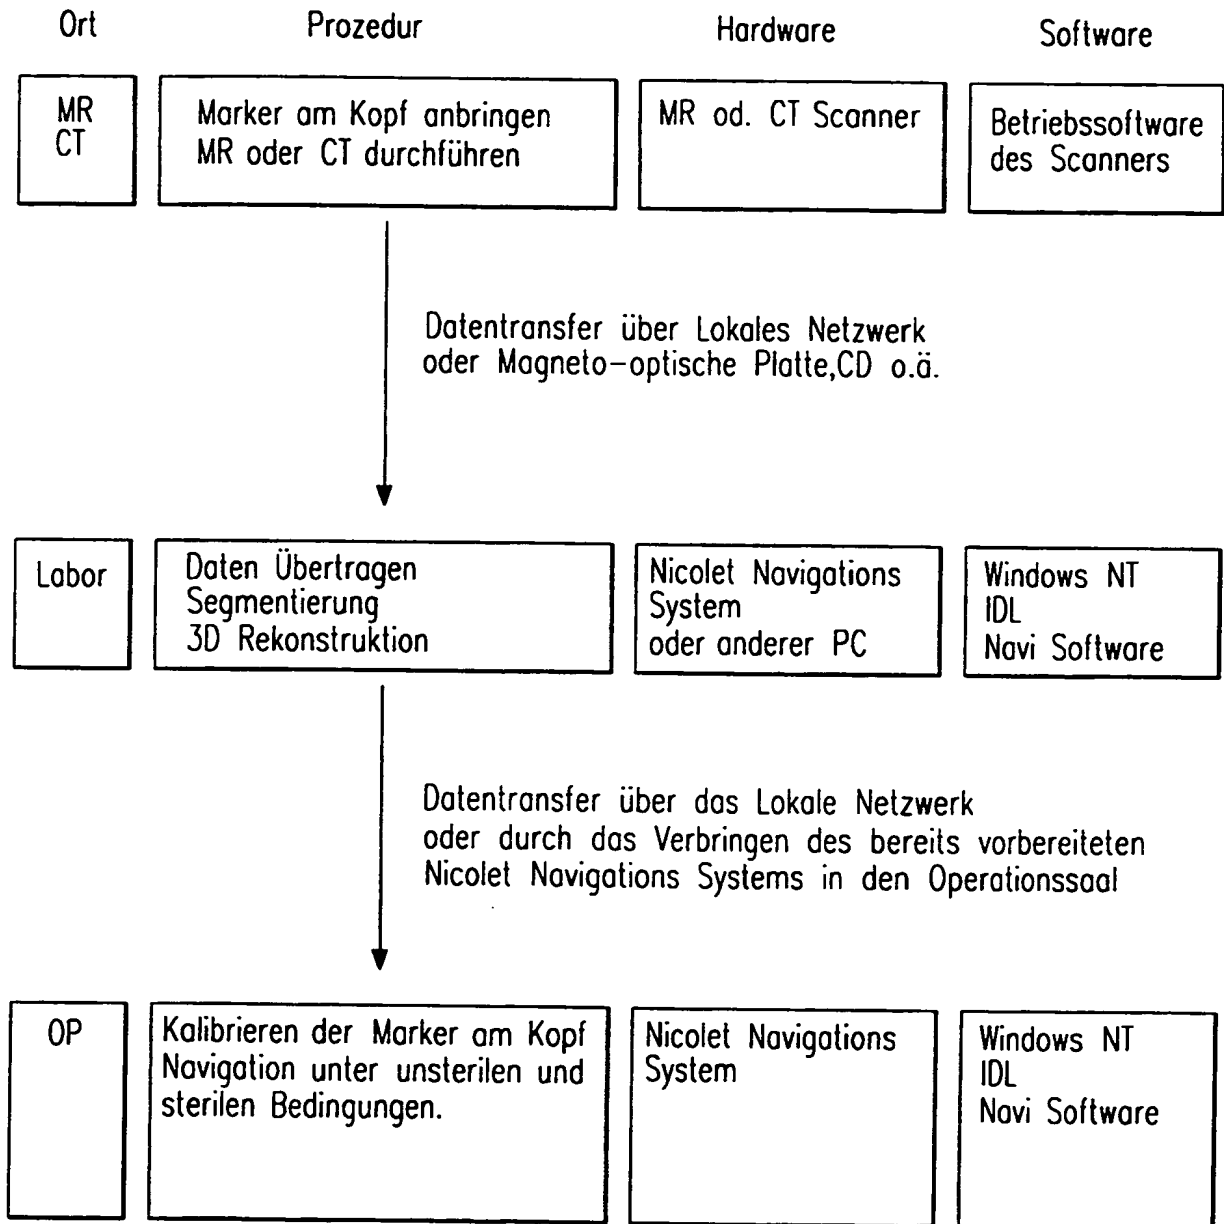 Ort Prozedur Hardware Software
MR
CT
Marker am Kopf anbringen
MR oder CT durchführen
MR od. CT Scanner
Betriebssoftware
des Scanners
Datentransfer über Lokales Netzwerk
oder Magneto-optische Platte,CD o.ä.
Labor
Daten Übertragen
Segmentierung
3D Rekonstruktion
Nicolet Navigations
System
oder anderer PC
Windows NT
IDL
Navi Software
Datentransfer über das Lokale Netzwerk
oder durch das Verbringen des bereits vorbereiteten
Nicolet Navigations Systems in den Operationssaal
OP
Kalibrieren der Marker am Kopf
Navigation unter unsterilen und
sterilen Bedingungen.
Nicolet Navigations
System
Windows NT
IDL
Navi Software